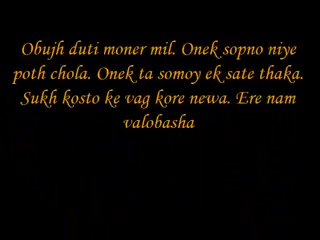 Obujh duti moner mil. Onek sopno niye
poth chola. Onek ta somoy ek sate thaka.
Sukh kosto ke vag kore newa. Ere nam
valobasha